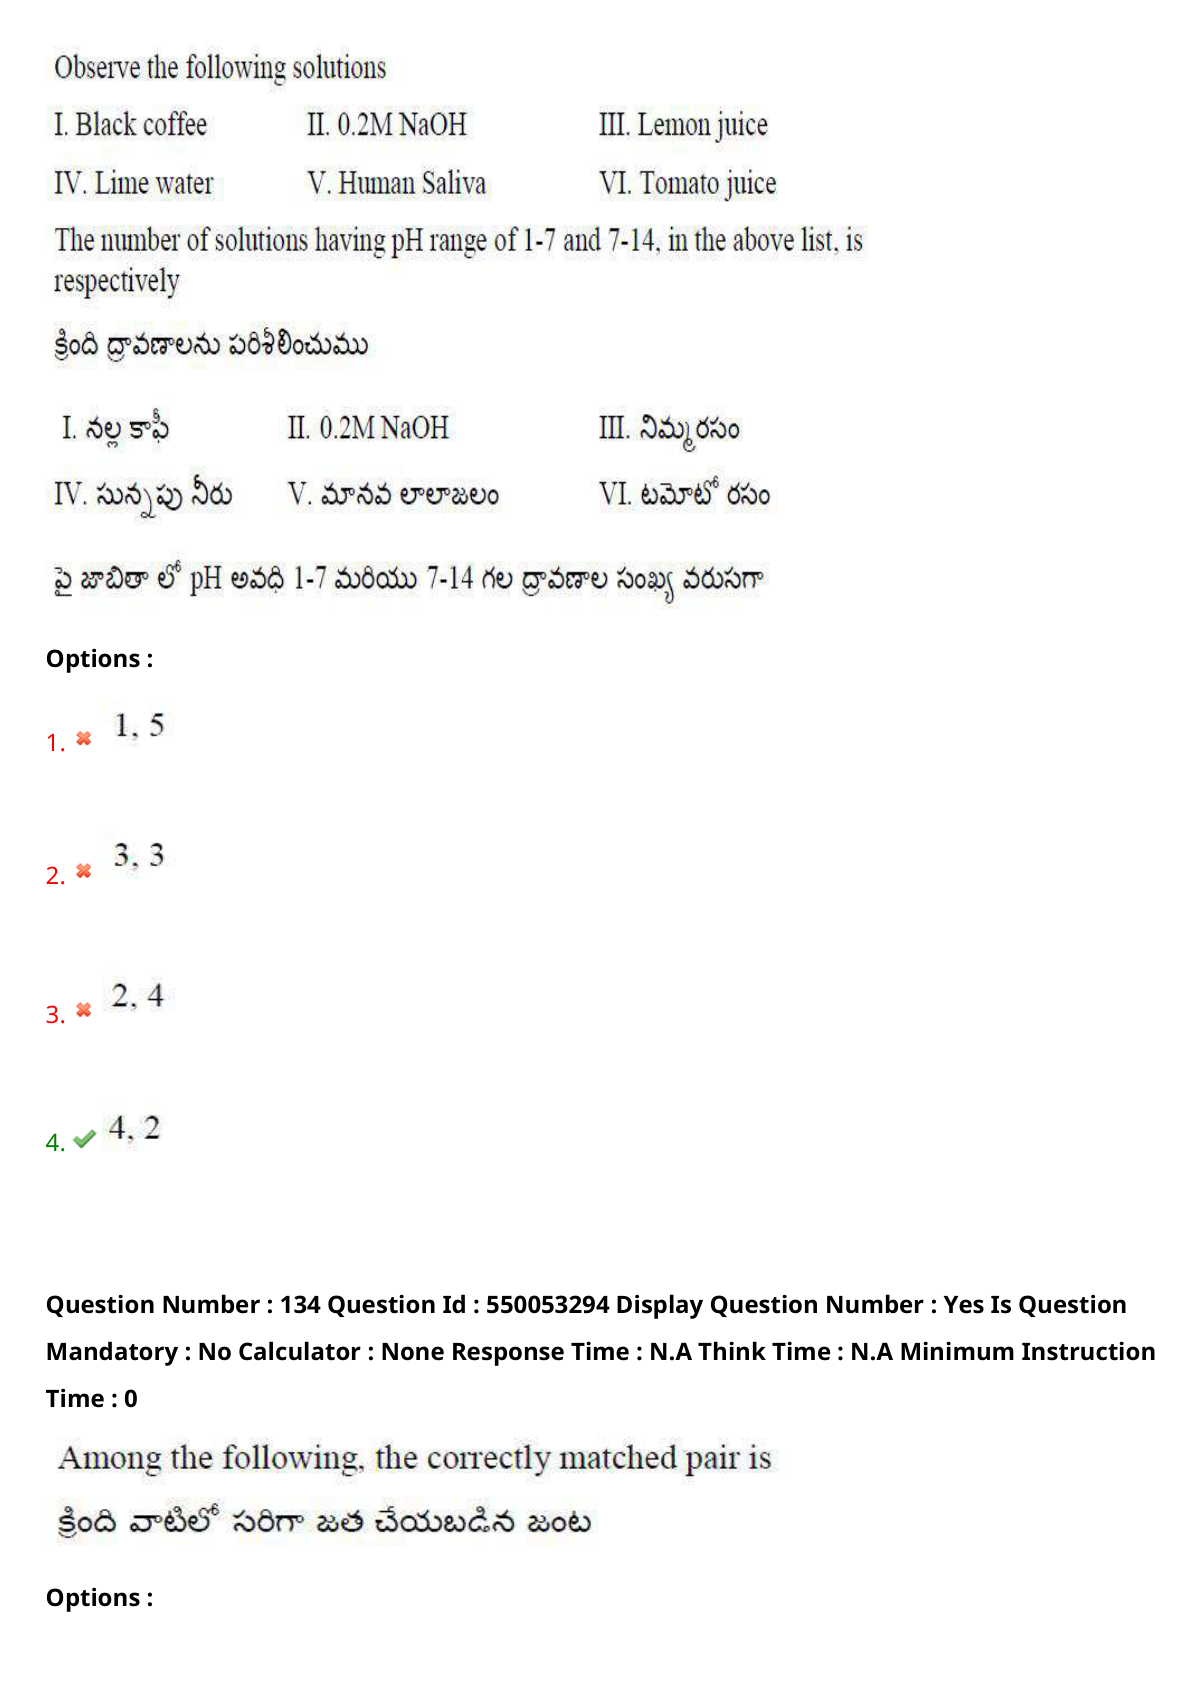 Observe the following solutions
I. Black coffee II. 0.2M NaOH III. Lemon juice
IV. Lime water V. Human Saliva VI. Tomato juice
The number of solutions having pH range of 1-7 and 7-14, in the above list, is
respectively
క్రింది ద్రావణాలను పరిశీలించుము
I. నల్ల కాఫీ II. 0.2M NaOH III. నిమ్మరసం
IV. సున్నపు నీరు V. మానవ లాలాజలం VI. టమోటో రసం
పై జాబితా లో pH అవధి 1-7 మరియు 7-14 గల ద్రావణాల సంఖ్య వరుసగా
Options :
1. 1, 5
2. 3, 3
3. 2, 4
4. 4, 2
Question Number : 134 Question Id : 550053294 Display Question Number : Yes Is Question
Mandatory : No Calculator : None Response Time : N.A Think Time : N.A Minimum Instruction
Time : 0
Among the following, the correctly matched pair is
క్రింది వాటిలో సరిగా జత చేయబడిన జంట
Options :